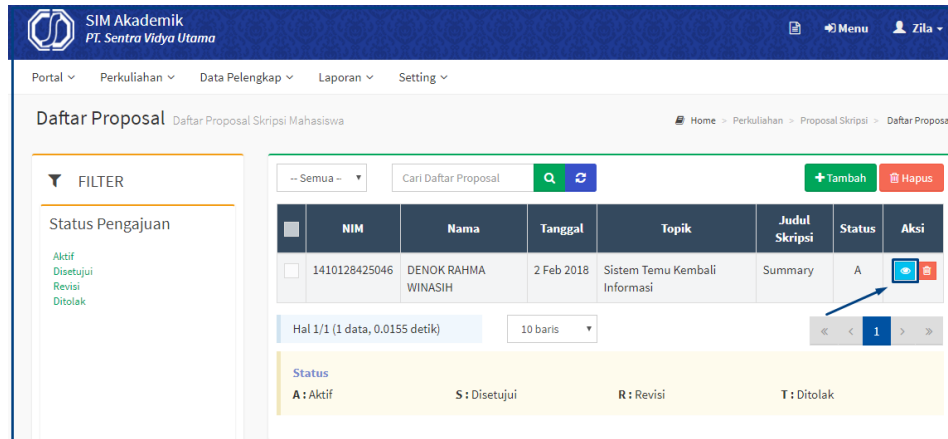 SIM Akademik
PT. Sentra Vidya Utama
Menu Zila
Portal Perkuliahan Data Pelengkap Laporan Setting
Daftar Proposal Daftar Proposal Skripsi Mahasiswa
Home > Perkuliahan > Proposal Skripsi > Daftar Proposa
FILTER
Status Pengajuan
Aktif
Disetujui
Revisi
Ditolak
-- Semua -- Cari Daftar Proposal + Tambah Hapus
NIM Nama Tanggal Topik Judul Skripsi Status Aksi
1410128425046 DENOK RAHMA WINASIH 2 Feb 2018 Sistem Temu Kembali Informasi Summary A
Hal 1/1 (1 data, 0.0155 detik) 10 baris « < 1 > »
Status
A : Aktif S : Disetujui R : Revisi T : Ditolak